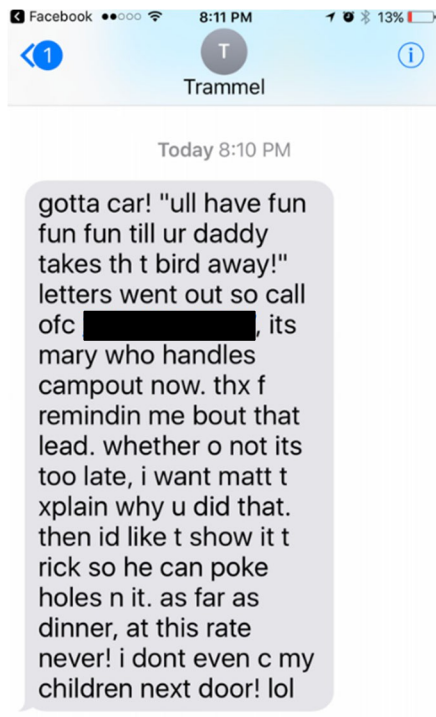 Facebook 8:11 PM 13%
1
T
Trammel
Today 8:10 PM
gotta car! "ull have fun
fun fun till ur daddy
takes th t bird away!"
letters went out so call
ofc , its
mary who handles
campout now. thx f
remindin me bout that
lead. whether o not its
too late, i want matt t
xplain why u did that.
then id like t show it t
rick so he can poke
holes n it. as far as
dinner, at this rate
never! i dont even c my
children next door! lol